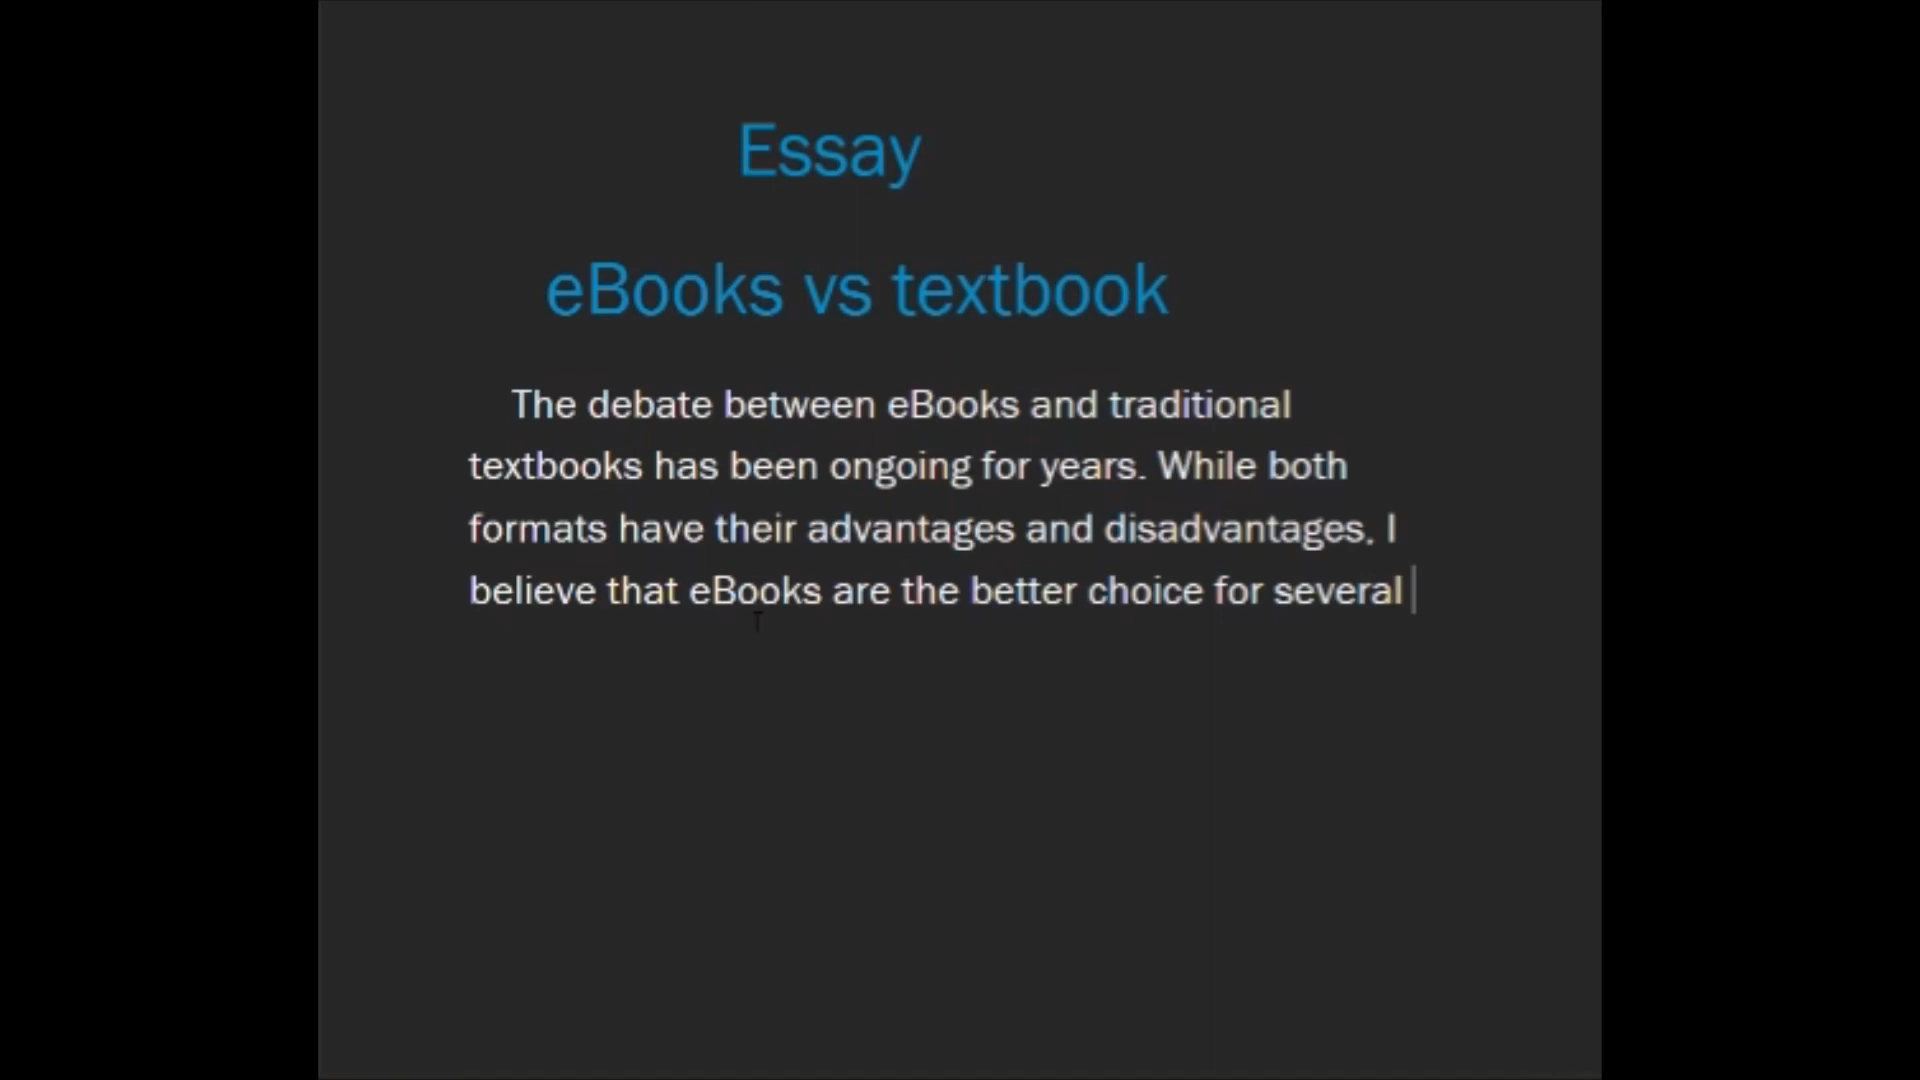 Essay
eBooks vs textbook
The debate between eBooks and traditional
textbooks has been ongoing for years. While both
formats have their advantages and disadvantages, I
believe that eBooks are the better choice for several